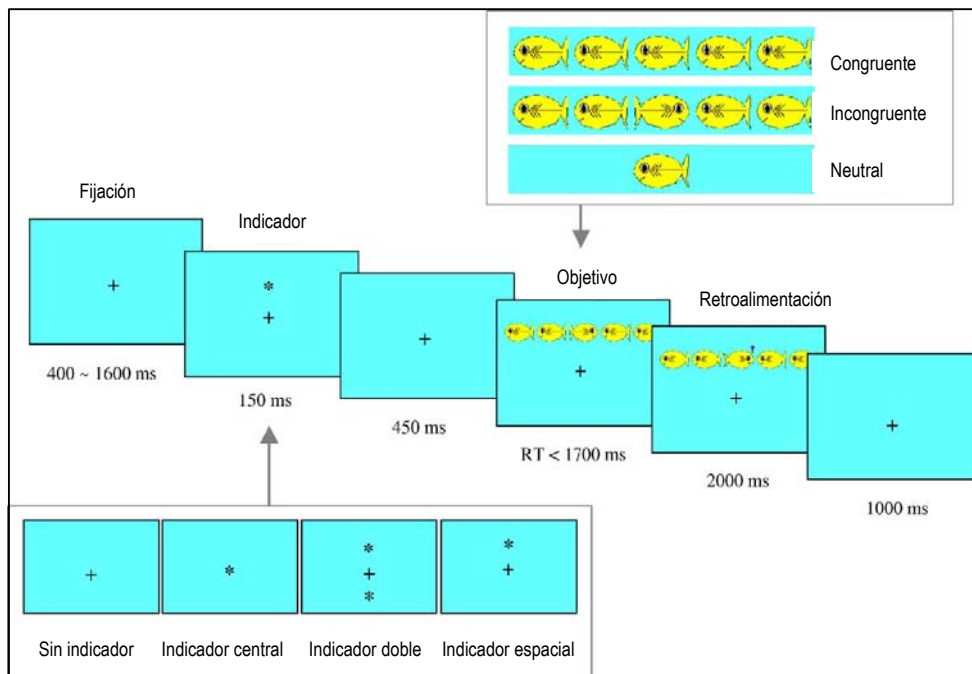 Congruente
Incongruente
Neutral
Fijación
Indicador
Objetivo
Retroalimentación
400 ~ 1600 ms
150 ms
450 ms
RT < 1700 ms
2000 ms
1000 ms
Sin indicador
Indicador central
Indicador doble
Indicador espacial